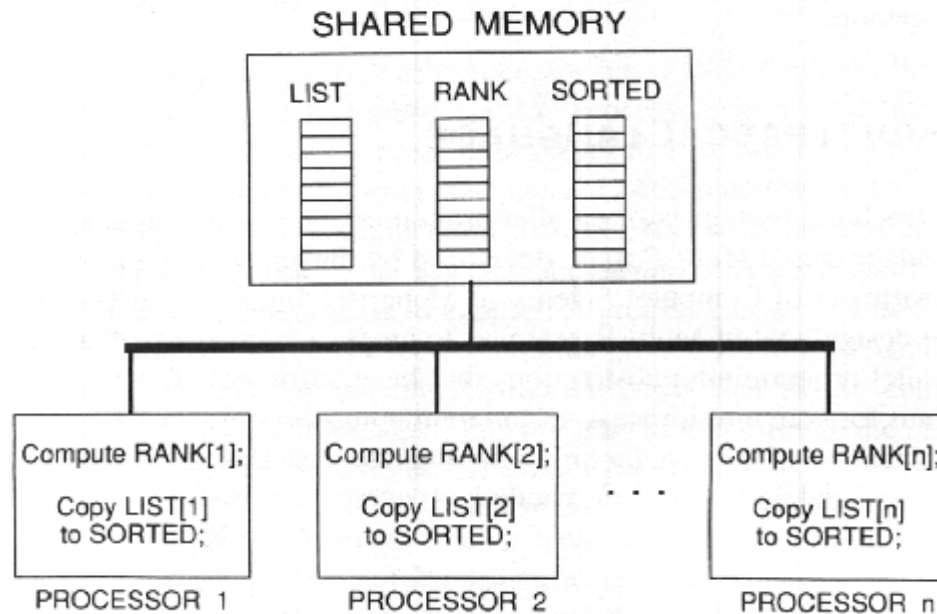 SHARED MEMORY
LIST RANK SORTED
Compute RANK[1];
Copy LIST[1]
to SORTED;
PROCESSOR 1
Compute RANK[2];
Copy LIST[2]
to SORTED;
PROCESSOR 2
. . .
Compute RANK[n];
Copy LIST[n]
to SORTED;
PROCESSOR n